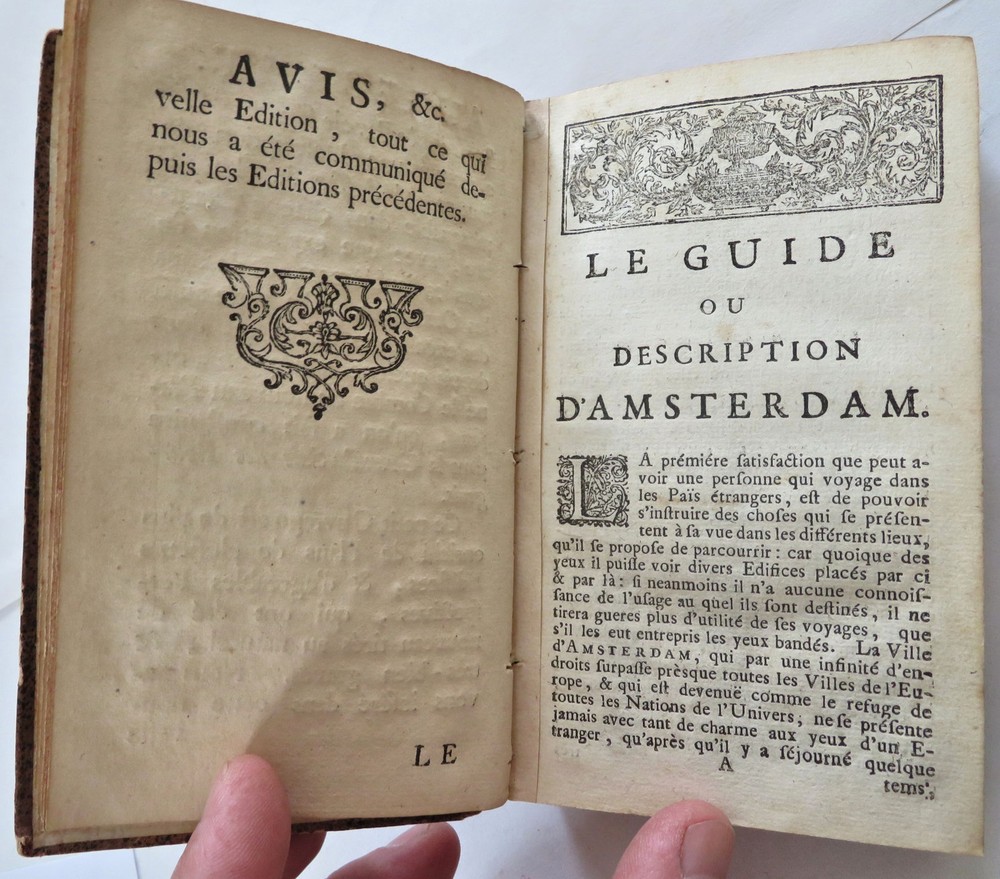 AVIS, &c.
velle Edition, tout ce qui
nous a été communiqué de-
puis les Editions précédentes.
LE
LE GUIDE
OU
DESCRIPTION
D'AMSTERDAM.
LA prémiére ſatisfaction que peut a-
voir une perſonne qui voyage dans
les Païs étrangers, eſt de pouvoir
s'inſtruire des choſes qui ſe préſen-
tent à ſa vue dans les différents lieux,
qu'il ſe propoſe de parcourrir: car quoique des
yeux il puiſſe voir divers Edifices placés par ci
& par là: ſi neanmoins il n'a aucune connoiſ-
ſance de l'uſage au quel ils ſont deſtinés, il ne
tirera gueres plus d'utilité de ſes voyages, que
s'il les eut entrepris les yeux bandés. La Ville
d'AMSTERDAM, qui par une infinité d'en-
droits ſurpaſſe prèsque toutes les Villes de l'Eu-
rope, & qui eſt devenuë comme le refuge de
toutes les Nations de l'Univers; ne ſe préſente
jamais avec tant de charme aux yeux d'un E-
tranger, qu'après qu'il y a ſéjourné quelque
A
tems;